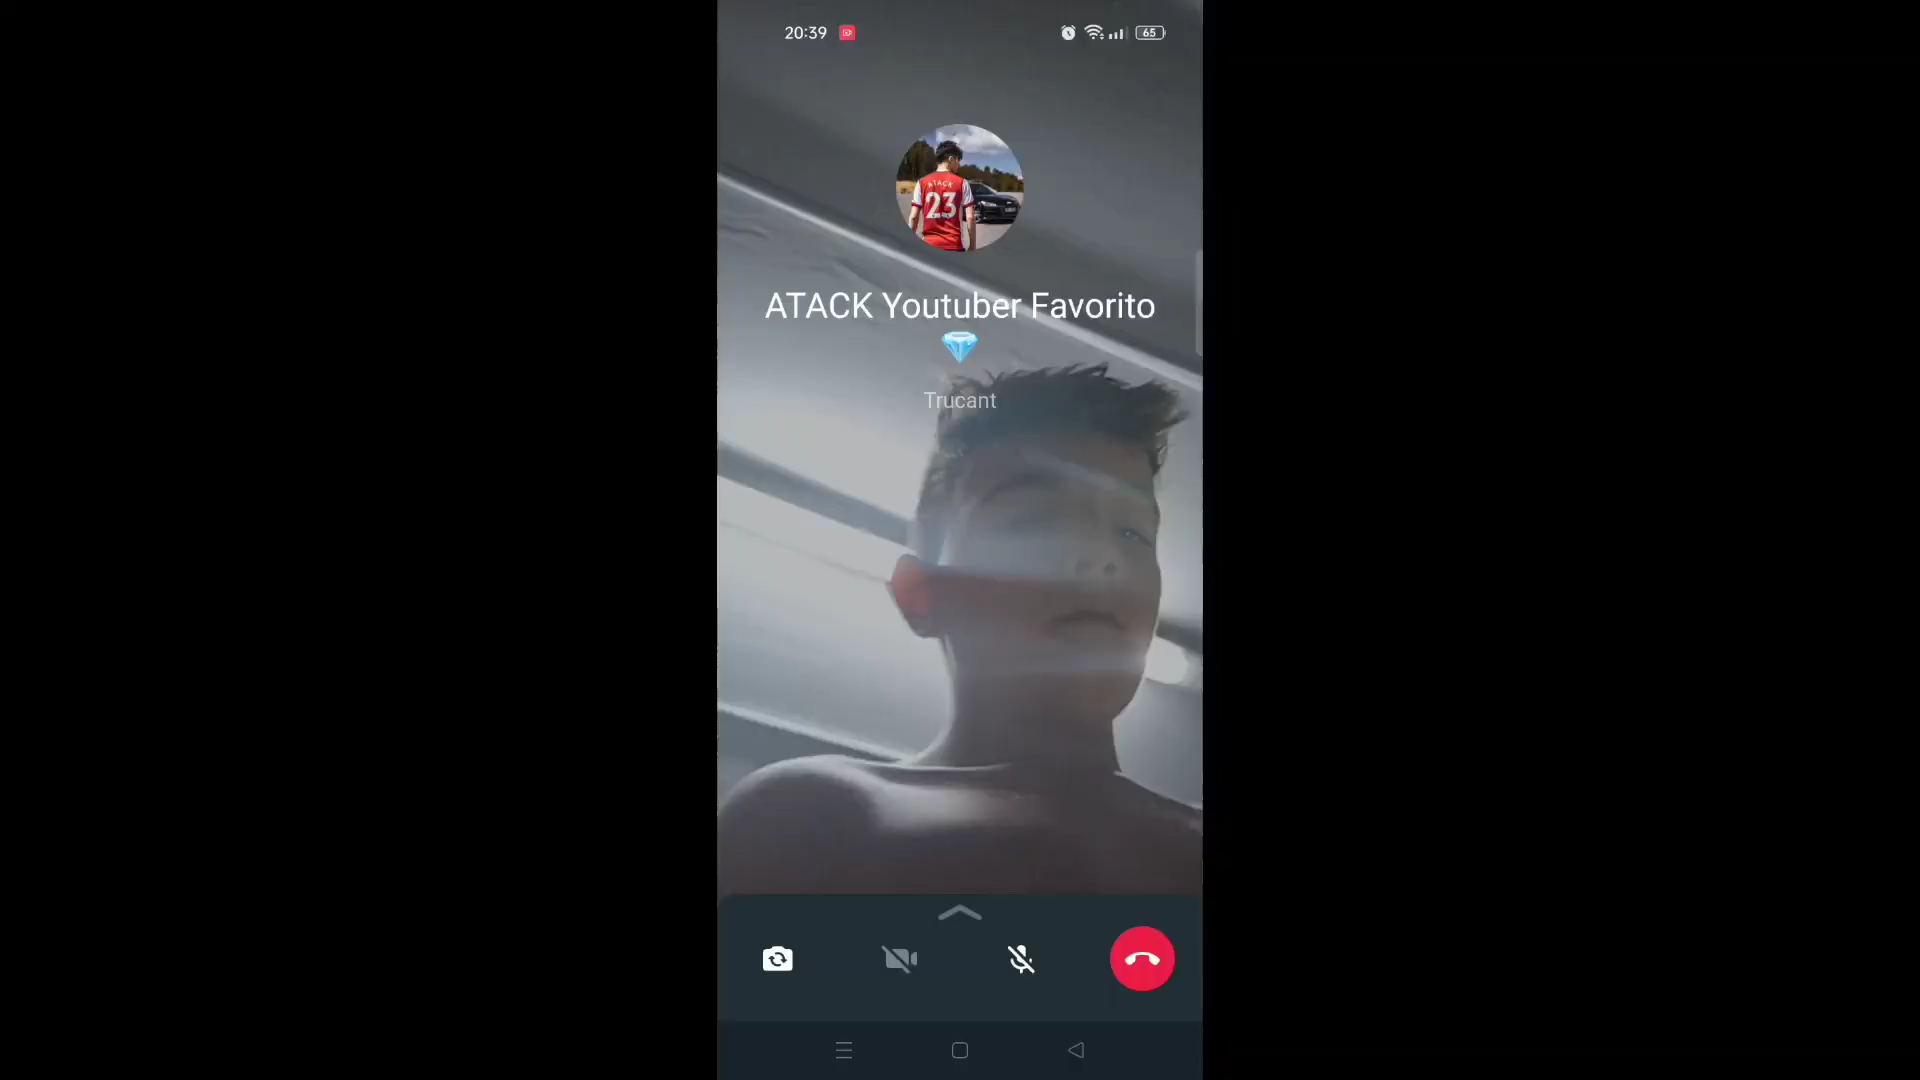 20:39
65
ATACK
23
ATACK Youtuber Favorito
💎
Trucant